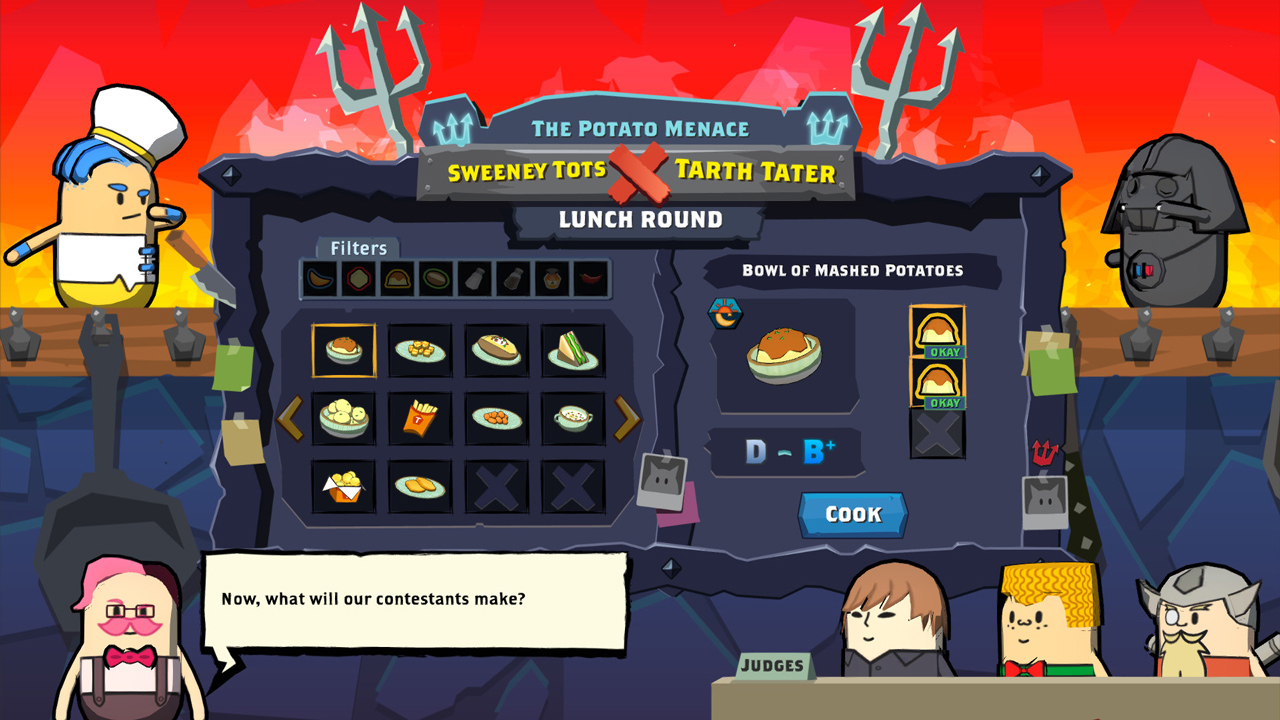 THE POTATO MENACE
SWEENEY TOTS
TARTH TATER
LUNCH ROUND
Filters
BOWL OF MASHED POTATOES
OKAY
OKAY
D - B+
COOK
Now, what will our contestants make?
JUDGES